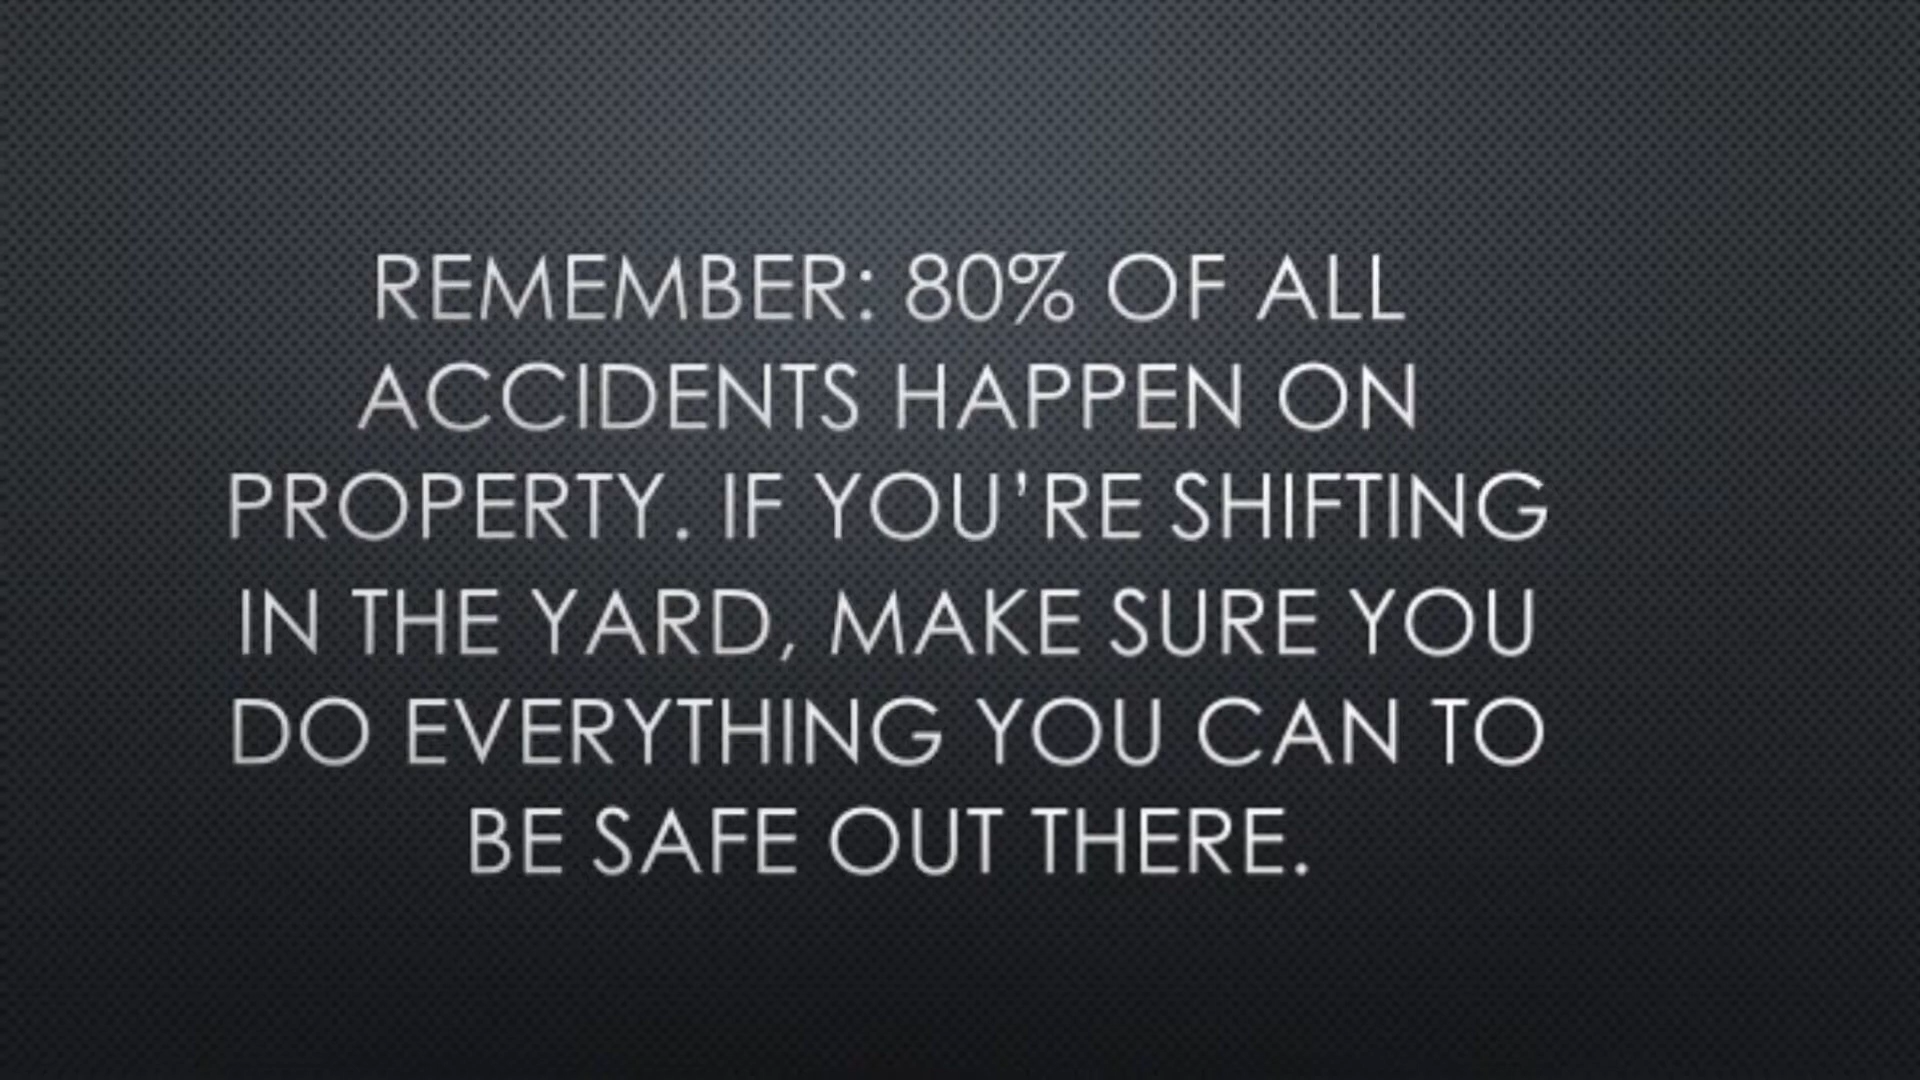 REMEMBER: 80% OF ALL
ACCIDENTS HAPPEN ON
PROPERTY. IF YOU’RE SHIFTING
IN THE YARD, MAKE SURE YOU
DO EVERYTHING YOU CAN TO
BE SAFE OUT THERE.